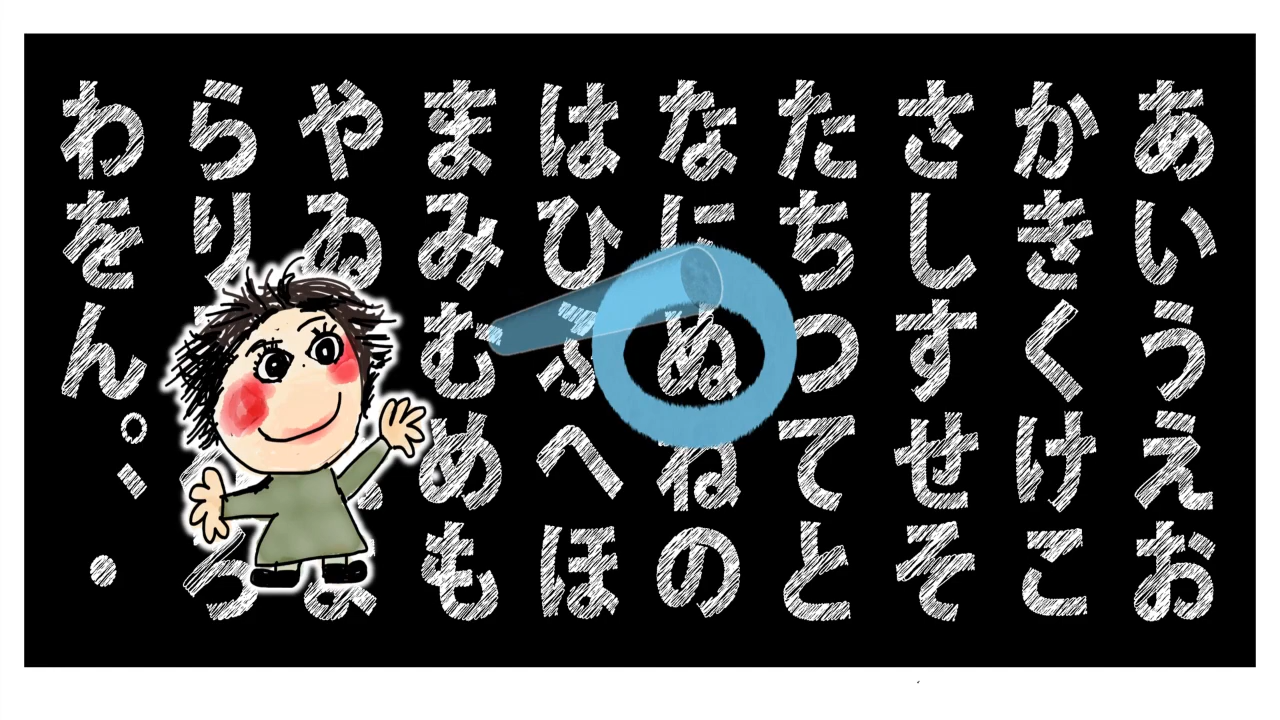 あいうえお
かきくけこ
さしすせそ
たちつてと
なにぬねの
はひふへほ
まみむめも
やゐよ
らりろ
わをん。、・